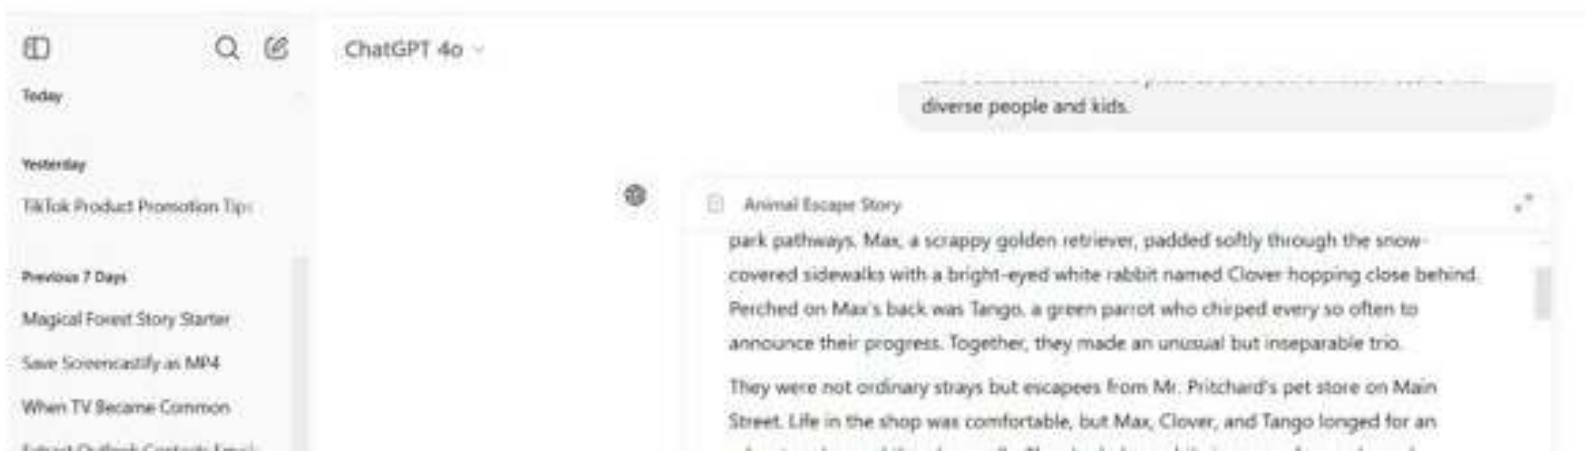 ChatGPT 4o
Today
Yesterday
TikTok Product Promotion Tips
Previous 7 Days
Magical Forest Story Starter
Save Screencastify as MP4
When TV Became Common
Extract Outlook Contacts
diverse people and kids.
Animal Escape Story
park pathways. Max, a scrappy golden retriever, padded softly through the snow-
covered sidewalks with a bright-eyed white rabbit named Clover hopping close behind.
Perched on Max's back was Tango, a green parrot who chirped every so often to
announce their progress. Together, they made an unusual but inseparable trio.
They were not ordinary strays but escapees from Mr. Pritchard's pet store on Main
Street. Life in the shop was comfortable, but Max, Clover, and Tango longed for an